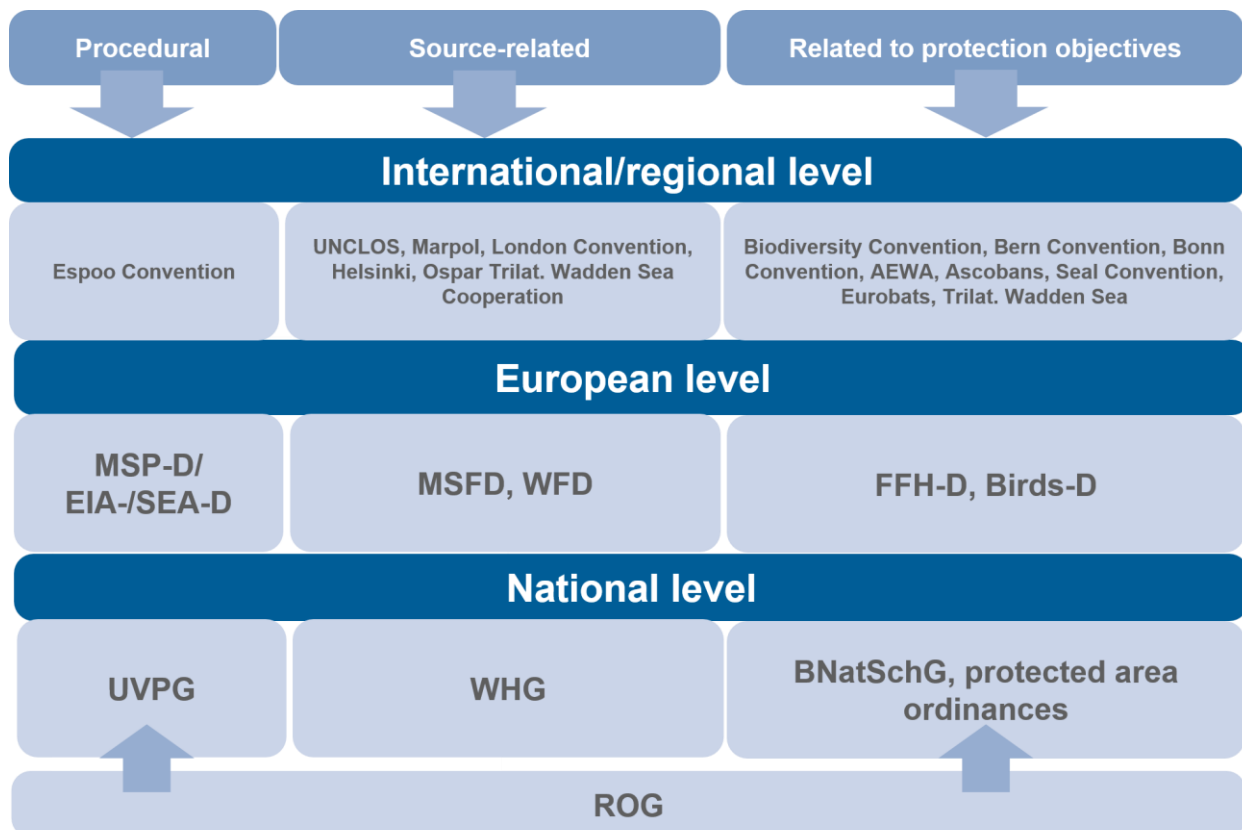 Procedural
Source-related
Related to protection objectives
International/regional level
Espoo Convention
UNCLOS, Marpol, London Convention,
Helsinki, Ospar Trilat. Wadden Sea
Cooperation
Biodiversity Convention, Bern Convention, Bonn
Convention, AEWA, Ascobans, Seal Convention,
Eurobats, Trilat. Wadden Sea
European level
MSP-D/
EIA-/SEA-D
MSFD, WFD
FFH-D, Birds-D
National level
UVPG
WHG
BNatSchG, protected area
ordinances
ROG